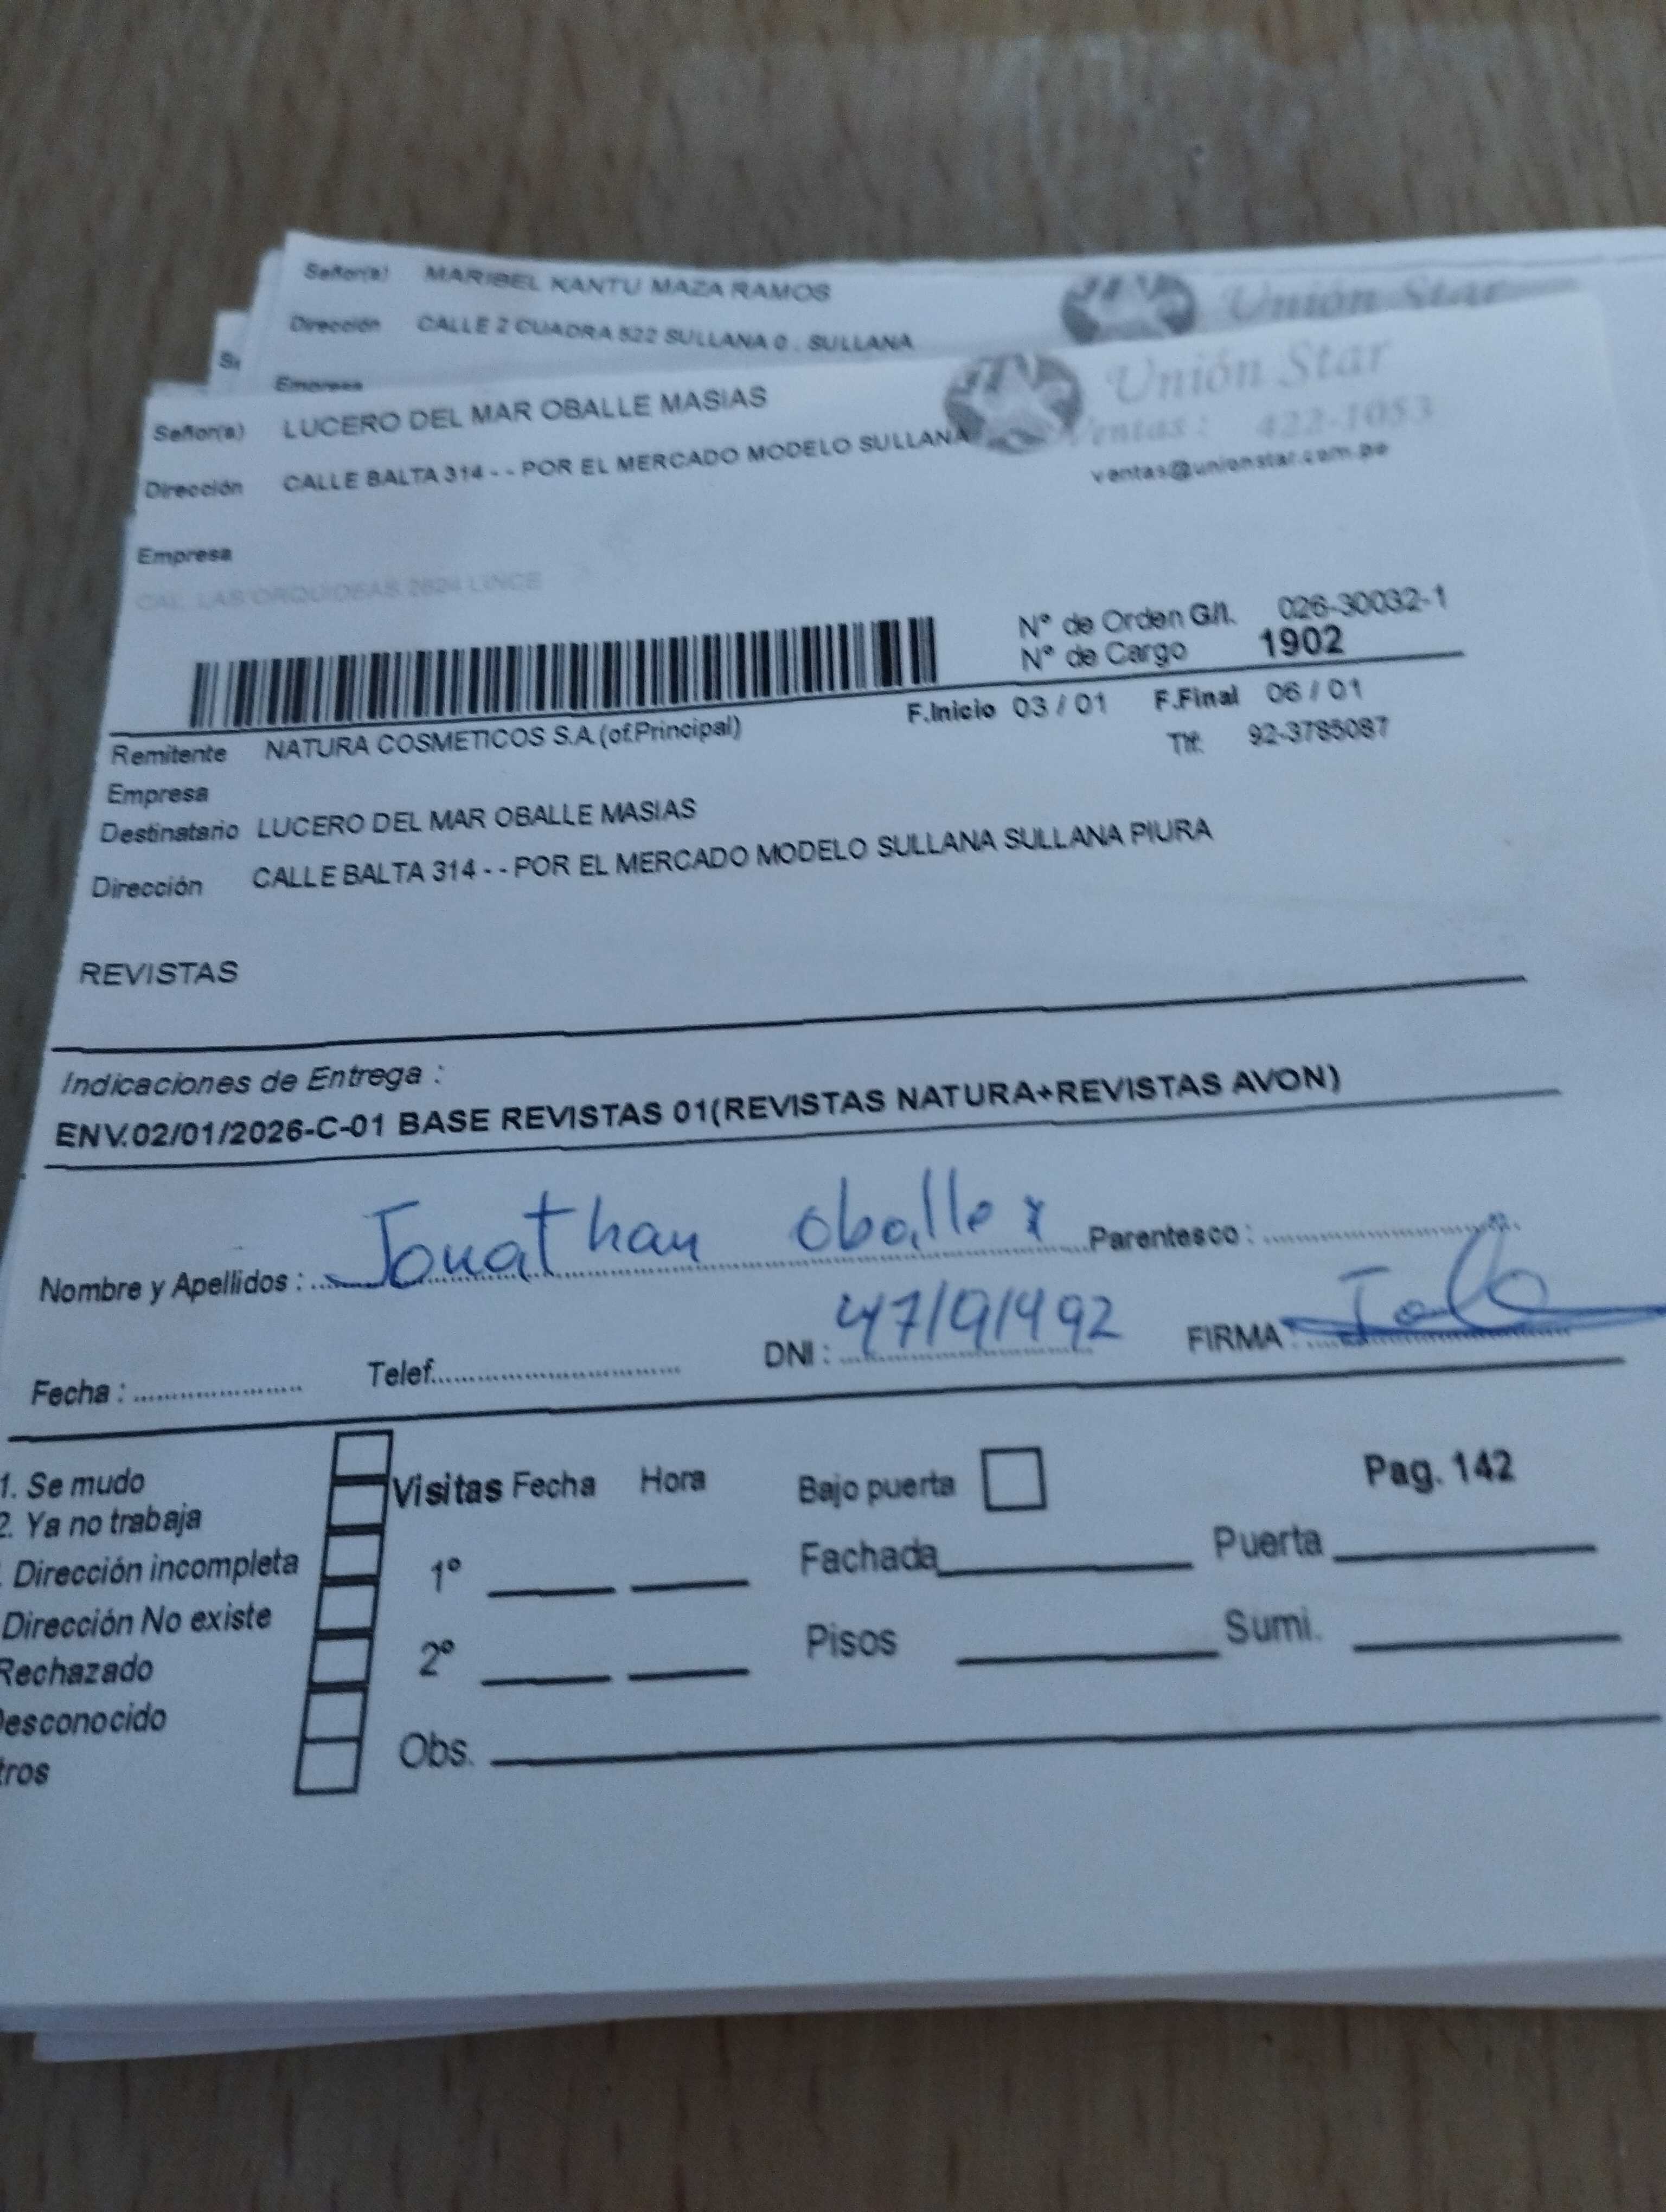 Señor(s) MARIBEL KANTU MAZA RAMOS Unión Star
Dirección CALLE 2 CUADRA 522 SULLANA 0 . SULLANA
Empresa
Señor(s) LUCERO DEL MAR OBALLE MASIAS Unión Star
Ventas : 422-1053
Dirección CALLE BALTA 314 - - POR EL MERCADO MODELO SULLANA
ventas@unionstar.com.pe
Empresa
CAL. LAS ORQUIDEAS 2624 LINCE
N° de Orden G/I. 026-30032-1
N° de Cargo 1902
F.Inicio 03 / 01 F.Final 06 / 01
Remitente NATURA COSMETICOS S.A.(of.Principal) Tlf. 92-3785087
Empresa
Destinatario LUCERO DEL MAR OBALLE MASIAS
Dirección CALLE BALTA 314 - - POR EL MERCADO MODELO SULLANA SULLANA PIURA
REVISTAS
Indicaciones de Entrega :
ENV.02/01/2026-C-01 BASE REVISTAS 01(REVISTAS NATURA+REVISTAS AVON)
Nombre y Apellidos : Jonathan Oballe Parentesco :
Fecha : Telef. DNI : FIRMA :
1. Se mudo
2. Ya no trabaja
Dirección incompleta
Dirección No existe
Rechazado
Desconocido
tros
Visitas Fecha Hora Bajo puerta Pag. 142
1° Fachada Puerta
2° Pisos Sumi.
Obs.